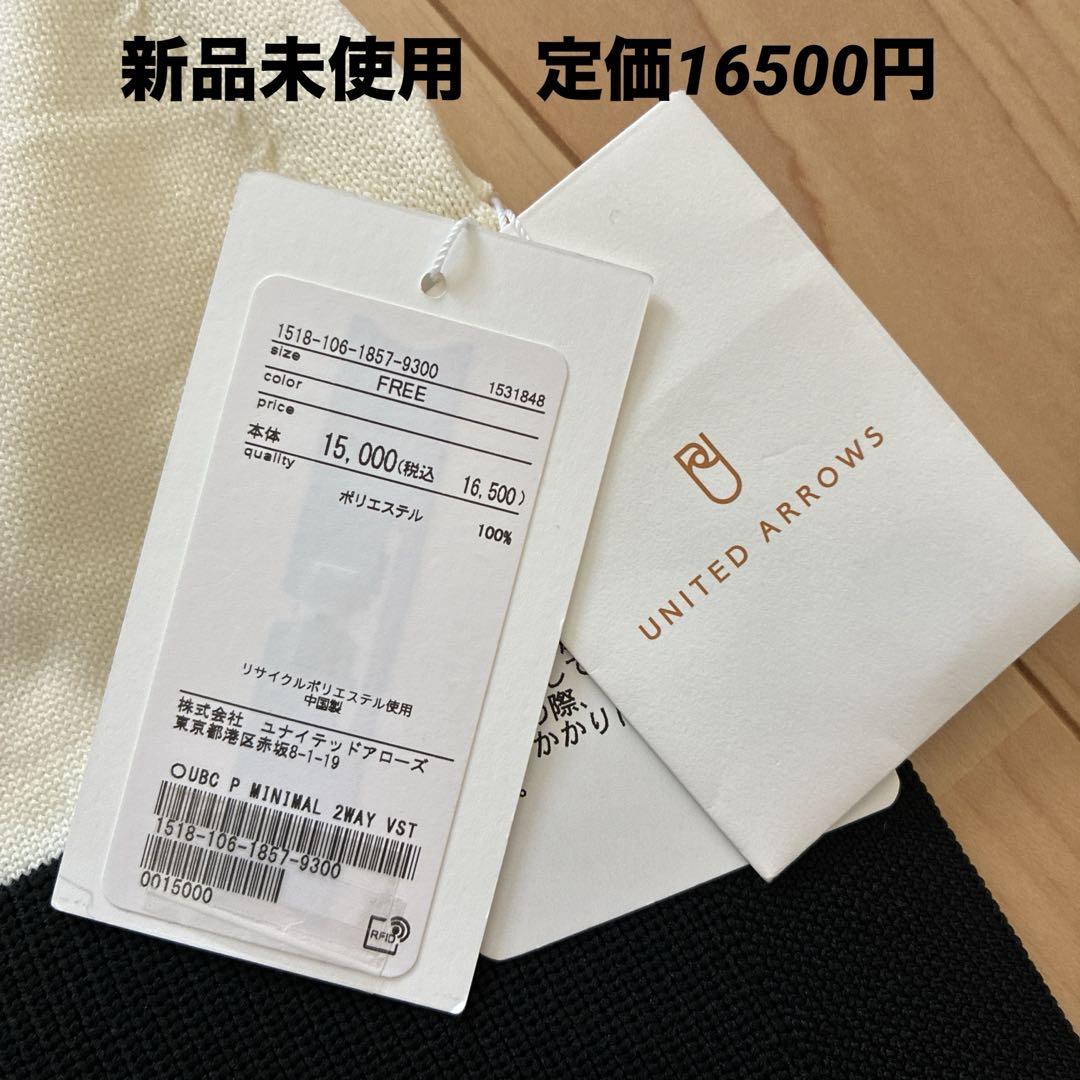 新品未使用　定価16500円
1518-106-1857-9300
size FREE 1531848
color
price
本体 15,000(税込 16,500)
quality
ポリエステル 100%
リサイクルポリエステル使用
中国製
株式会社 ユナイテッドアローズ
東京都港区赤坂8-1-19
○UBC P MINIMAL 2WAY VST
1518-106-1857-9300
0015000
RFID
UNITED ARROWS
して
際、
かかり
。